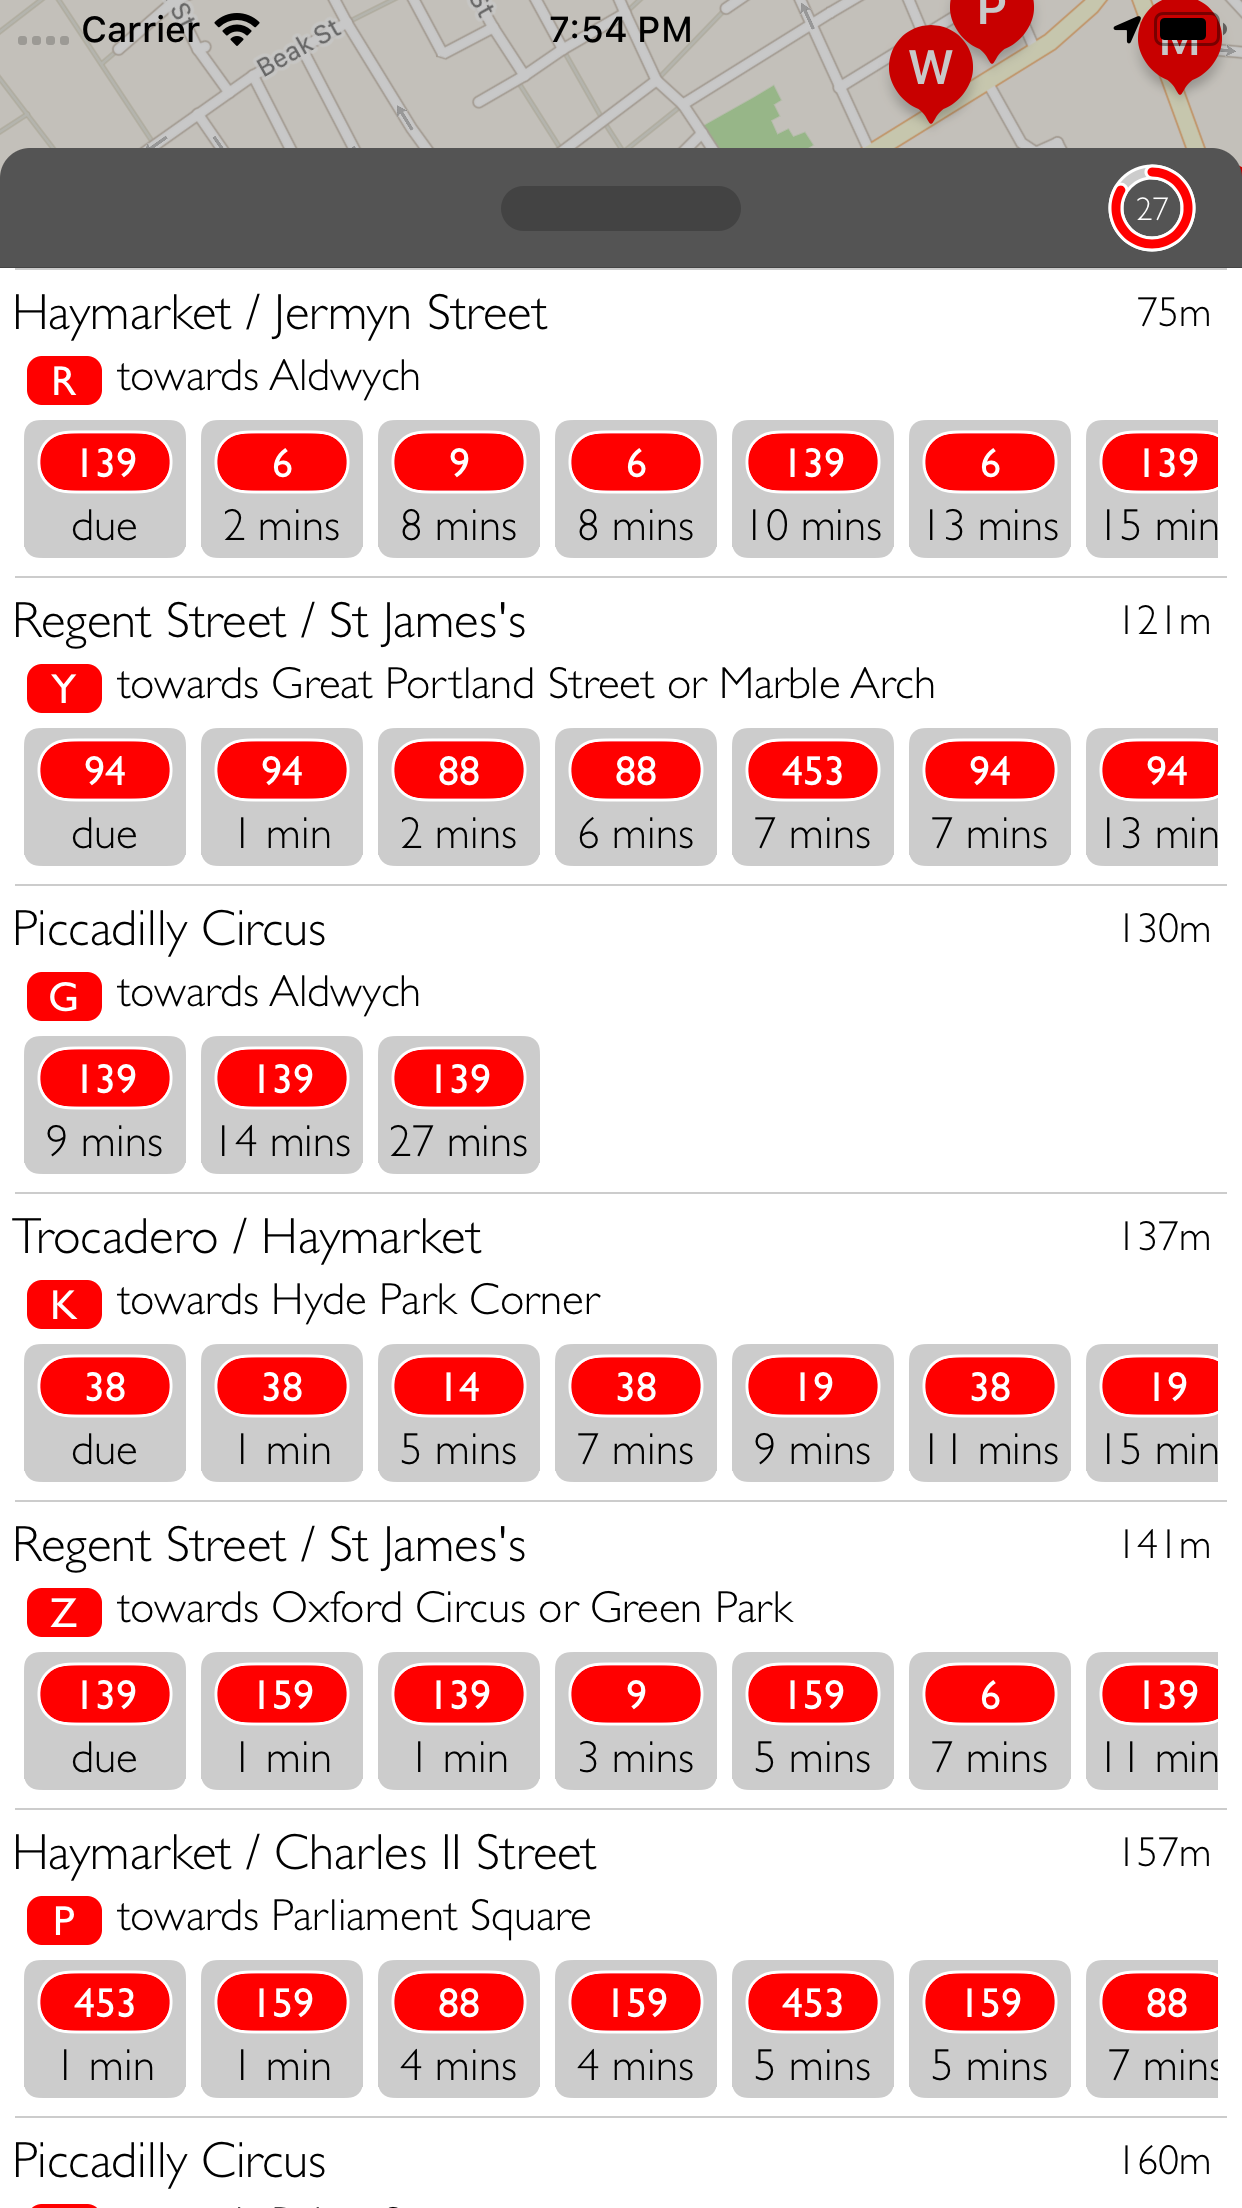 Carrier 7:54 PM
St
St
Beak St
W
P
M
27
Haymarket / Jermyn Street 75m
R towards Aldwych
139 6 9 6 139 6 139
due 2 mins 8 mins 8 mins 10 mins 13 mins 15 min
Regent Street / St James's 121m
Y towards Great Portland Street or Marble Arch
94 94 88 88 453 94 94
due 1 min 2 mins 6 mins 7 mins 7 mins 13 min
Piccadilly Circus 130m
G towards Aldwych
139 139 139
9 mins 14 mins 27 mins
Trocadero / Haymarket 137m
K towards Hyde Park Corner
38 38 14 38 19 38 19
due 1 min 5 mins 7 mins 9 mins 11 mins 15 min
Regent Street / St James's 141m
Z towards Oxford Circus or Green Park
139 159 139 9 159 6 139
due 1 min 1 min 3 mins 5 mins 7 mins 11 min
Haymarket / Charles II Street 157m
P towards Parliament Square
453 159 88 159 453 159 88
1 min 1 min 4 mins 4 mins 5 mins 5 mins 7 mins
Piccadilly Circus 160m